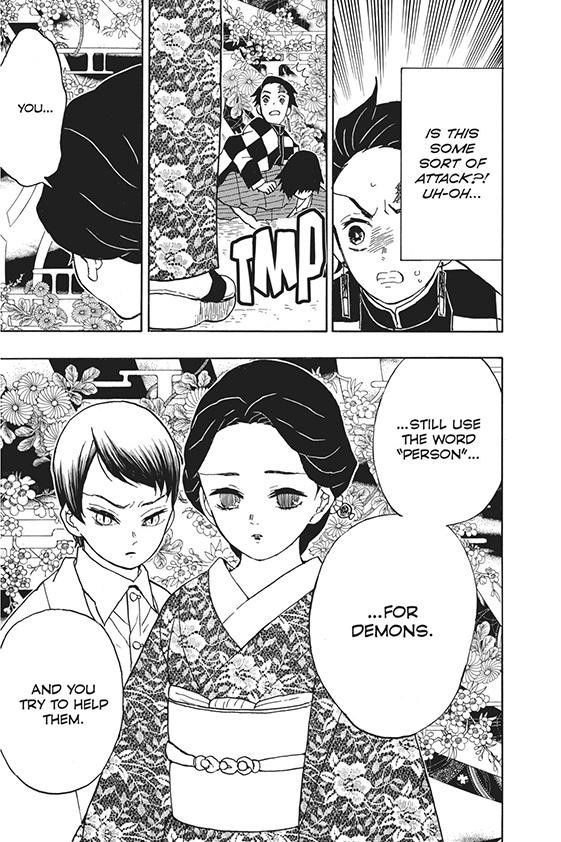 IS THIS
SOME
SORT OF
ATTACK?!
UH-OH...
TMP
YOU...
...STILL USE
THE WORD
"PERSON"...
...FOR
DEMONS.
AND YOU
TRY TO HELP
THEM.